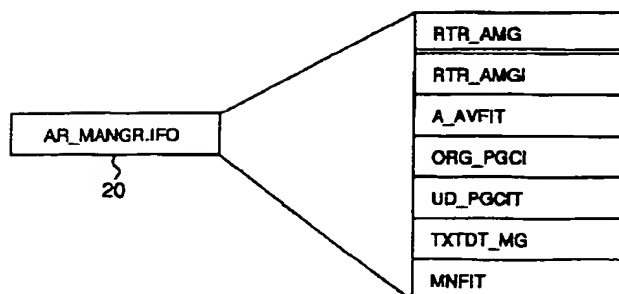 RTR_AMG
RTR_AMGI
A_AVFIT
AR_MANGR.IFO
20
ORG_PGCI
UD_PGCIT
TXTDT_MG
MNFIT